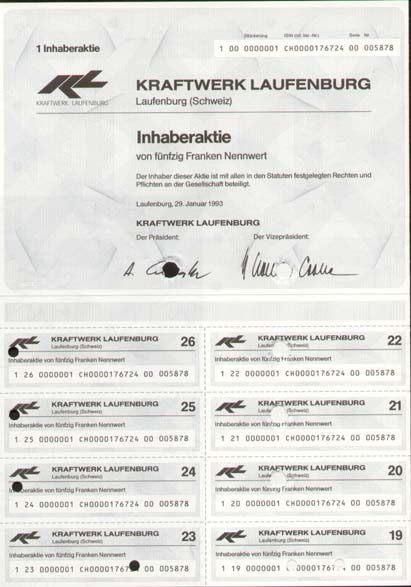 1 Inhaberaktie
Stückelung ISIN (mit Val.-Nr.) Serie Nr.
1 00 0000001 CH0000176724 00 005878
KRAFTWERK LAUFENBURG
KRAFTWERK LAUFENBURG
Laufenburg (Schweiz)
Inhaberaktie
von fünfzig Franken Nennwert
Der Inhaber dieser Aktie ist mit allen in den Statuten festgelegten Rechten und
Pflichten an der Gesellschaft beteiligt.
Laufenburg, 29. Januar 1993
KRAFTWERK LAUFENBURG
Der Präsident: Der Vizepräsident:
KRAFTWERK LAUFENBURG 26
Laufenburg (Schweiz)
Inhaberaktie von fünfzig Franken Nennwert
1 26 0000001 CH0000176724 00 005878
KRAFTWERK LAUFENBURG 22
Laufenburg (Schweiz)
Inhaberaktie von fünfzig Franken Nennwert
1 22 0000001 CH0000176724 00 005878
KRAFTWERK LAUFENBURG 25
Laufenburg (Schweiz)
Inhaberaktie von fünfzig Franken Nennwert
1 25 0000001 CH0000176724 00 005878
KRAFTWERK LAUFENBURG 21
Laufenburg (Schweiz)
Inhaberaktie von fünfzig Franken Nennwert
1 21 0000001 CH0000176724 00 005878
KRAFTWERK LAUFENBURG 24
Laufenburg (Schweiz)
Inhaberaktie von fünfzig Franken Nennwert
1 24 0000001 CH0000176724 00 005878
KRAFTWERK LAUFENBURG 20
Laufenburg (Schweiz)
Inhaberaktie von fünfzig Franken Nennwert
1 20 0000001 CH0000176724 00 005878
KRAFTWERK LAUFENBURG 23
Laufenburg (Schweiz)
Inhaberaktie von fünfzig Franken Nennwert
1 23 0000001 CH0000176 00 005878
KRAFTWERK LAUFENBURG 19
Laufenburg (Schweiz)
Inhaberaktie von fünfzig Franken Nennwert
1 19 0000001 00 005878